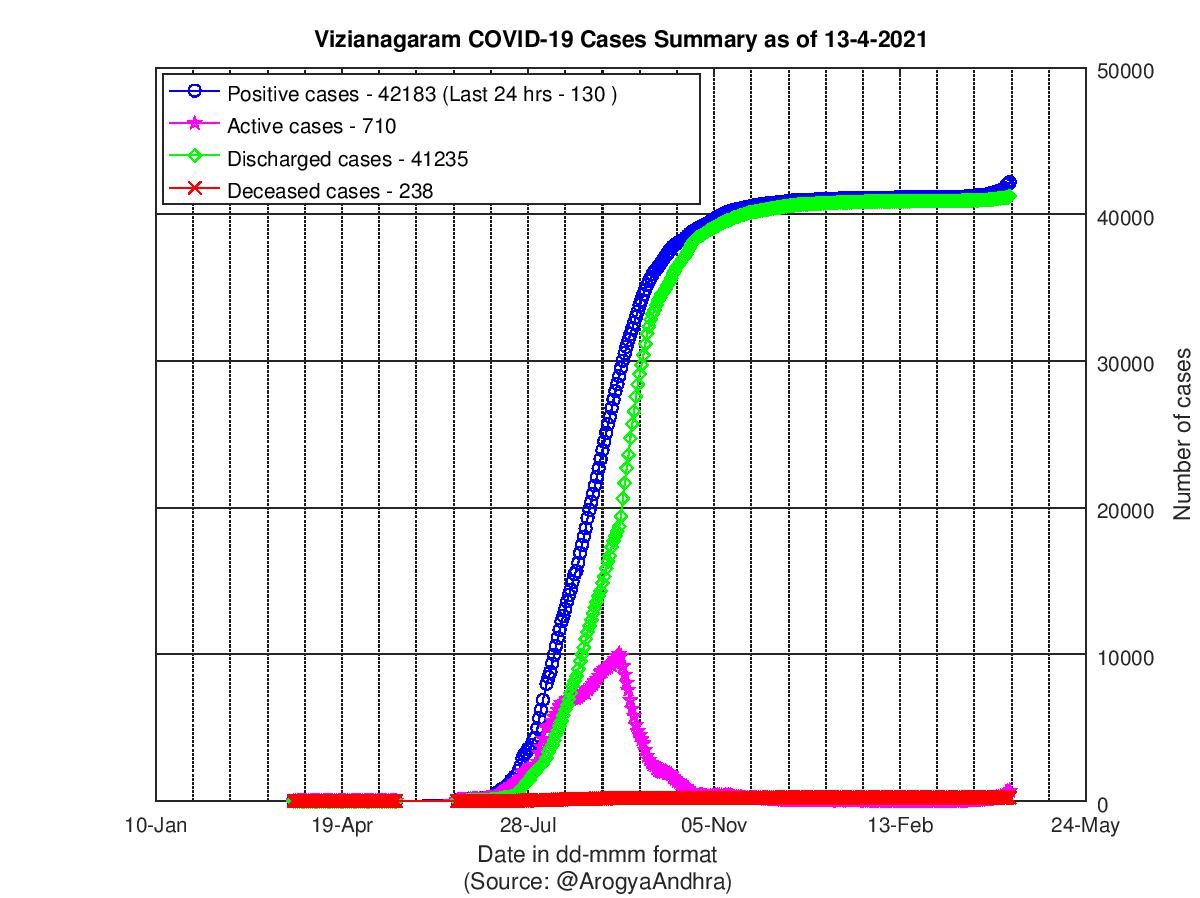 Vizianagaram COVID-19 Cases Summary as of 13-4-2021
Positive cases - 42183 (Last 24 hrs - 130 )
Active cases - 710
Discharged cases - 41235
Deceased cases - 238
50000
40000
30000
20000
10000
0
Number of cases
10-Jan 19-Apr 28-Jul 05-Nov 13-Feb 24-May
Date in dd-mmm format
(Source: @ArogyaAndhra)